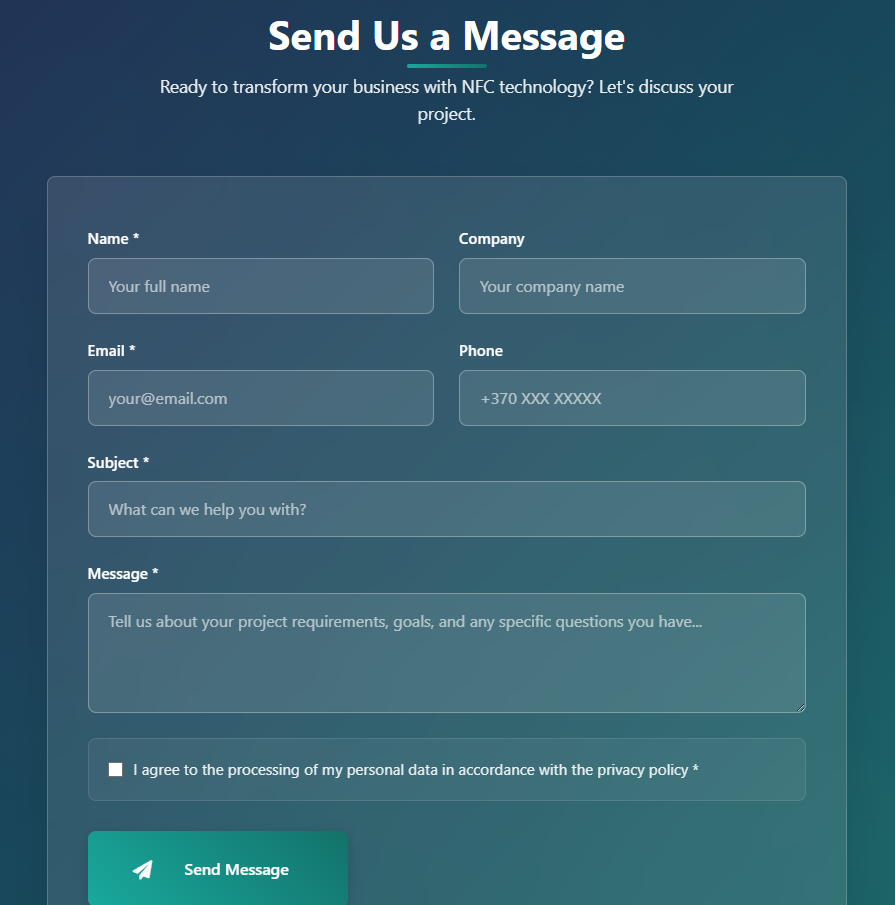 Send Us a Message
Ready to transform your business with NFC technology? Let's discuss your
project.
Name *
Company
Your full name
Your company name
Email *
Phone
your@email.com
+370 XXX XXXXX
Subject *
What can we help you with?
Message *
Tell us about your project requirements, goals, and any specific questions you have...
I agree to the processing of my personal data in accordance with the privacy policy *
Send Message